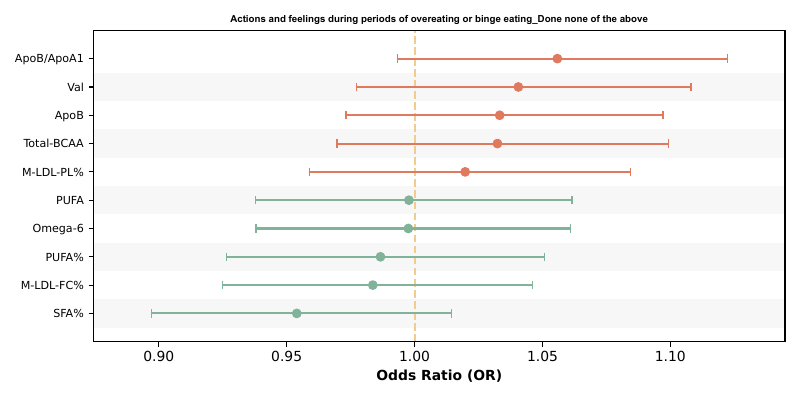 Actions and feelings during periods of overeating or binge eating_Done none of the above
ApoB/ApoA1
Val
ApoB
Total-BCAA
M-LDL-PL%
PUFA
Omega-6
PUFA%
M-LDL-FC%
SFA%
0.90 0.95 1.00 1.05 1.10
Odds Ratio (OR)